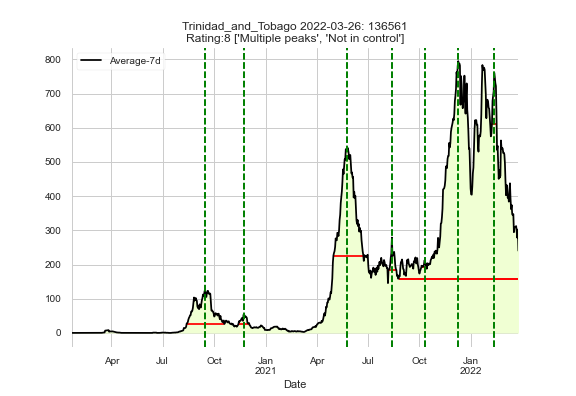 Trinidad_and_Tobago 2022-03-26: 136561
Rating:8 ['Multiple peaks', 'Not in control']
Average-7d
800
700
600
500
400
300
200
100
0
Apr Jul Oct Jan Apr Jul Oct Jan
2021 2022
Date